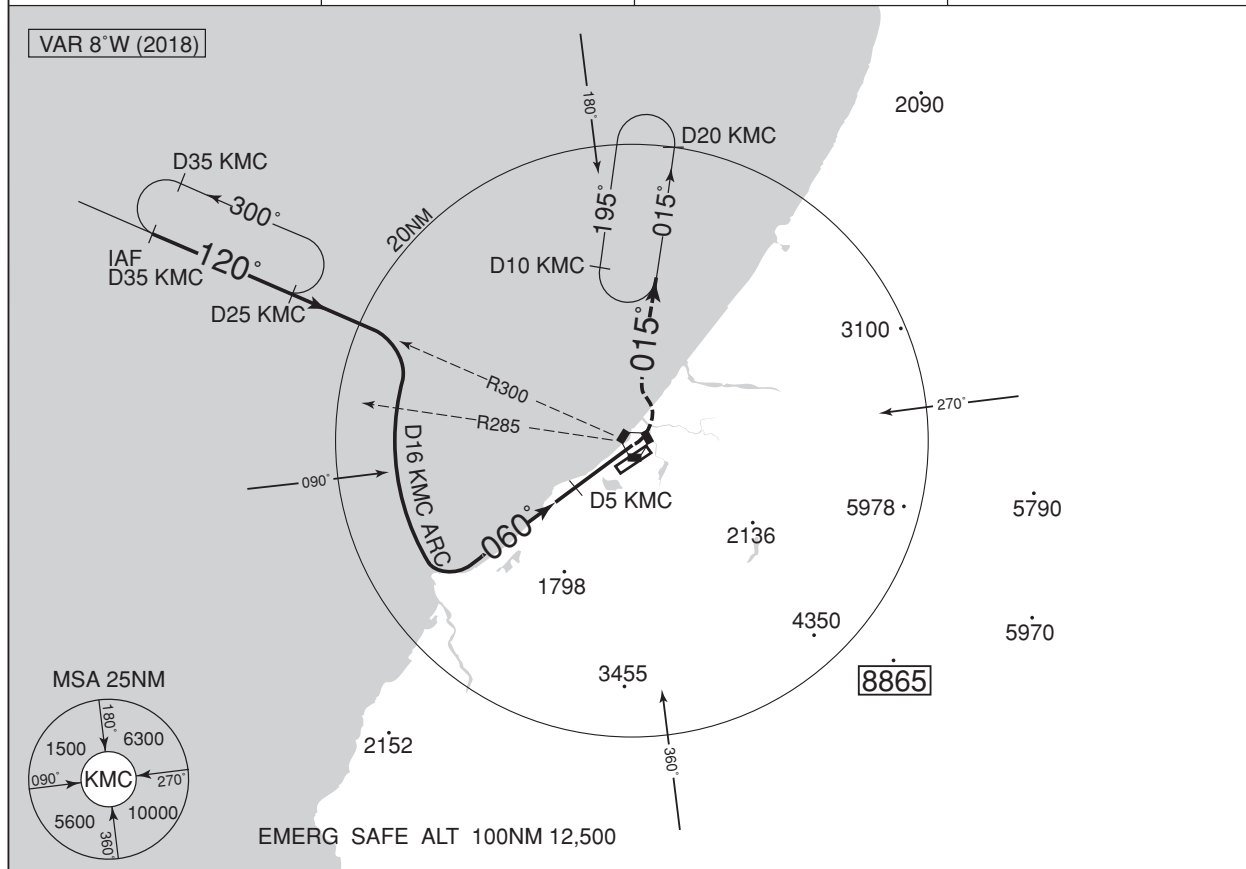 VAR 8°W (2018)
180°
2090
D20 KMC
D35 KMC
300°
195°
015°
20NM
IAF
D35 KMC
120°
D10 KMC
D25 KMC
015°
3100
R300
270°
R285
D16 KMC ARC
090°
D5 KMC
060°
5978
5790
2136
1798
4350
5970
3455
8865
MSA 25NM
180°
1500
6300
2152
360°
KMC
090°
270°
5600
10000
360°
EMERG SAFE ALT 100NM 12,500